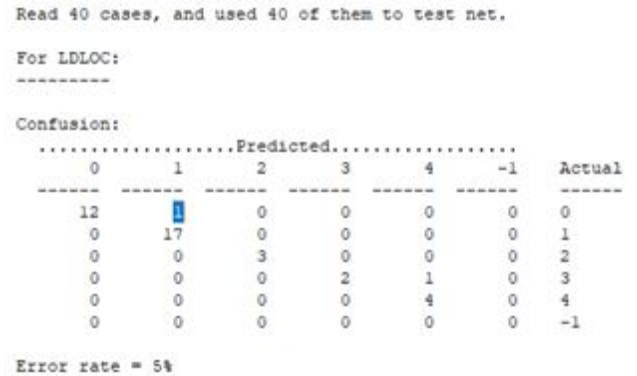 Read 40 cases, and used 40 of them to test net.
For LDLOC:
---------
Confusion:
...................Predicted..................
0 1 2 3 4 -1 Actual
------ ------ ------ ------ ------ ------ ------
12 1 0 0 0 0 0
0 17 0 0 0 0 1
0 0 3 0 0 0 2
0 0 0 2 1 0 3
0 0 0 0 4 0 4
0 0 0 0 0 0 -1
Error rate = 5%